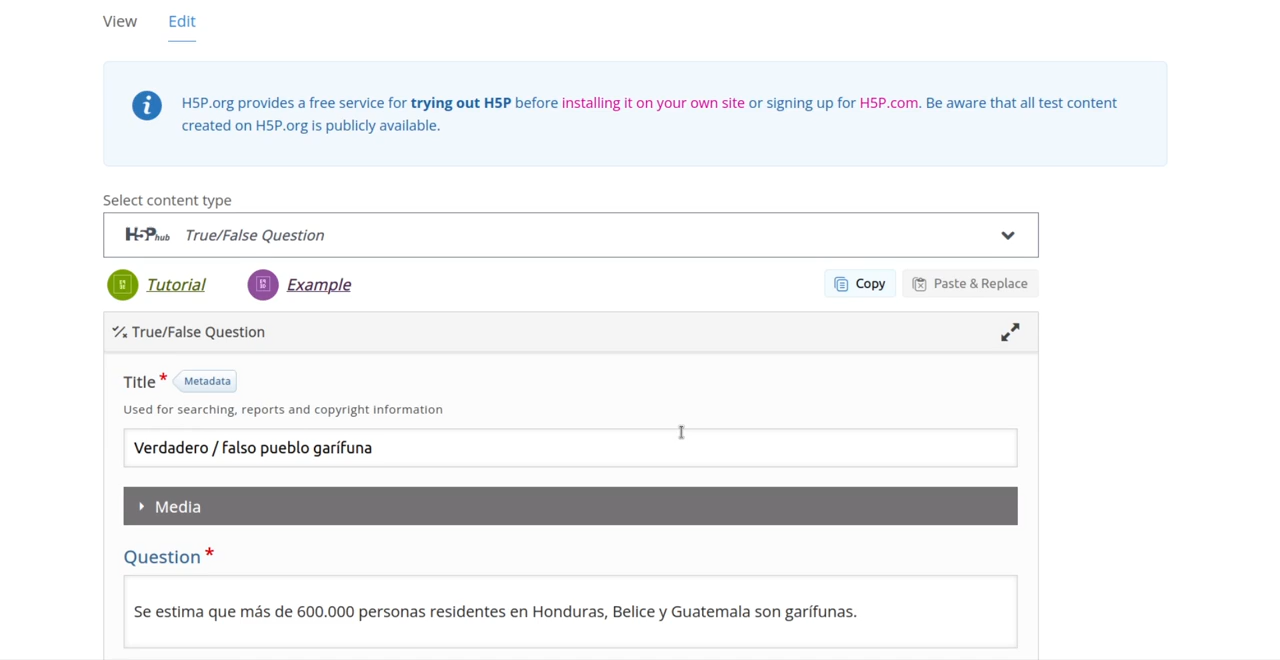 View Edit
H5P.org provides a free service for trying out H5P before installing it on your own site or signing up for H5P.com. Be aware that all test content
created on H5P.org is publicly available.
Select content type
H5P hub True/False Question
Tutorial Example Copy Paste & Replace
True/False Question
Title * Metadata
Used for searching, reports and copyright information
Verdadero / falso pueblo garífuna
Media
Question *
Se estima que más de 600.000 personas residentes en Honduras, Belice y Guatemala son garífunas.